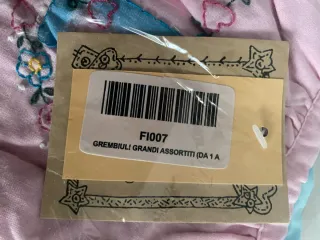 FI007
GREMBIULI GRANDI ASSORTITI (DA 1 A